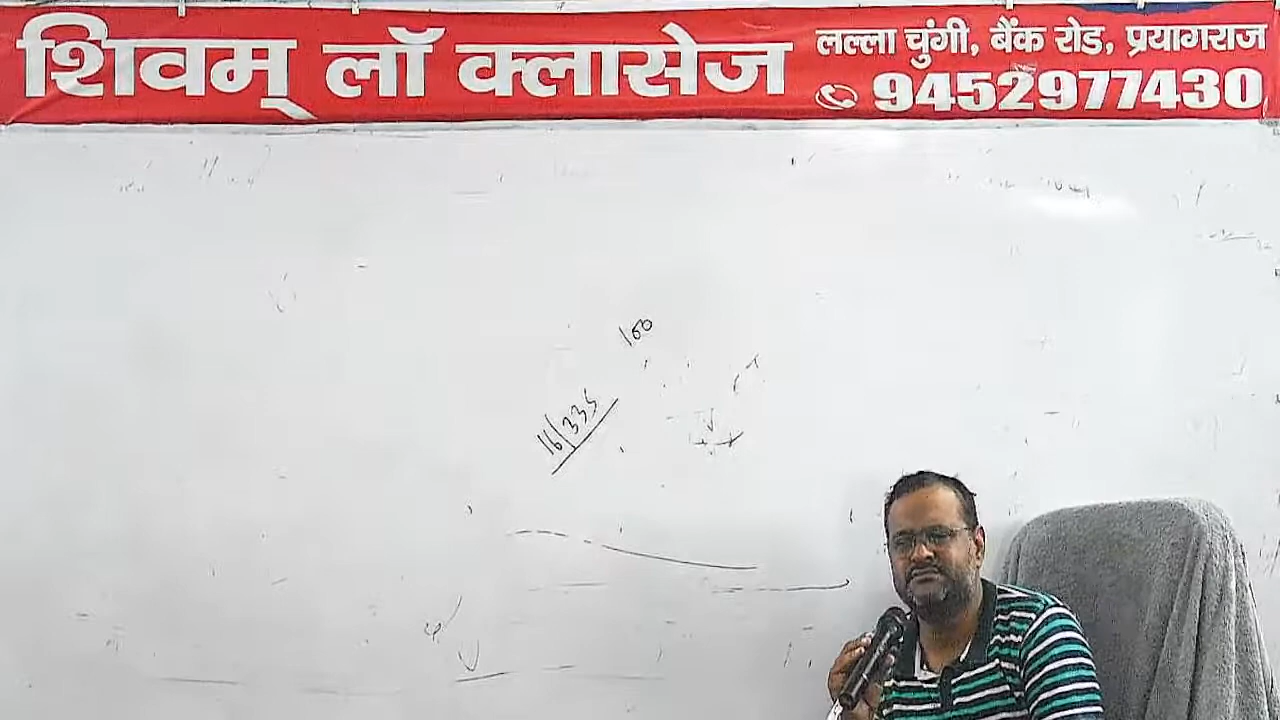 शिवम् लॉ क्लासेज
लल्ला चुंगी, बैंक रोड, प्रयागराज
9452977430
100
16/335